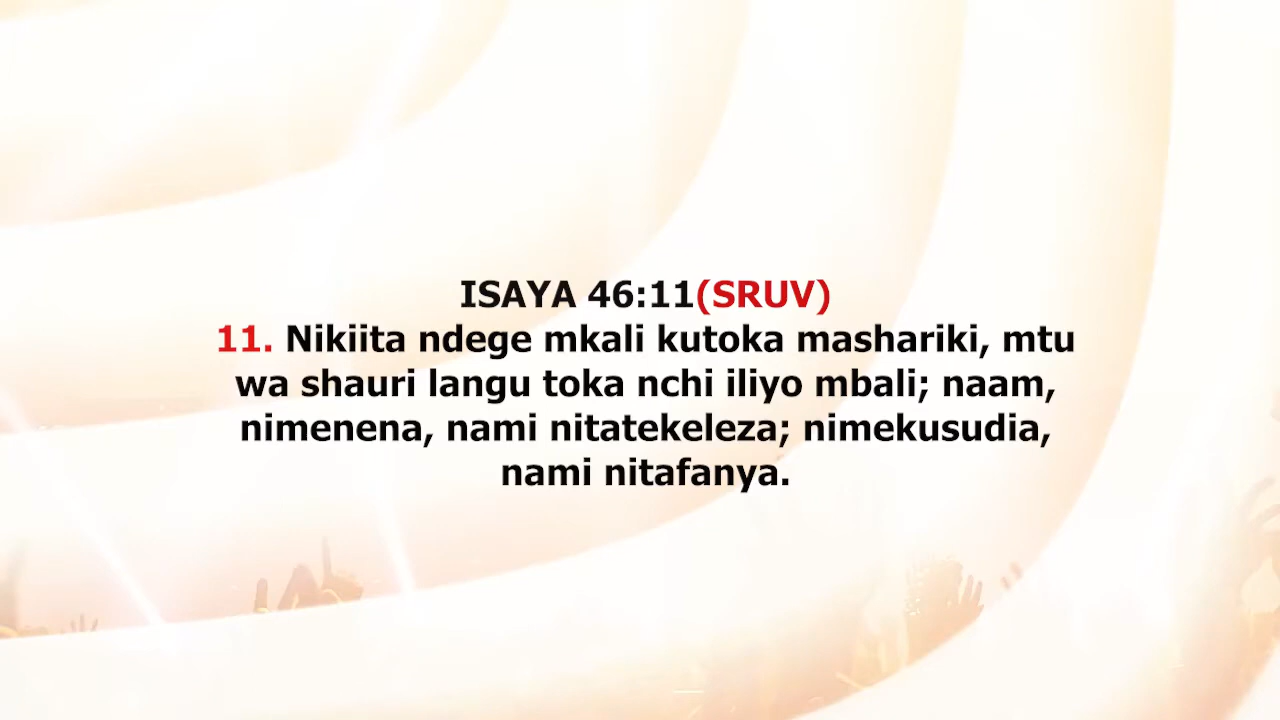 ISAYA 46:11(SRUV)
11. Nikiita ndege mkali kutoka mashariki, mtu
wa shauri langu toka nchi iliyo mbali; naam,
nimenena, nami nitatekeleza; nimekusudia,
nami nitafanya.